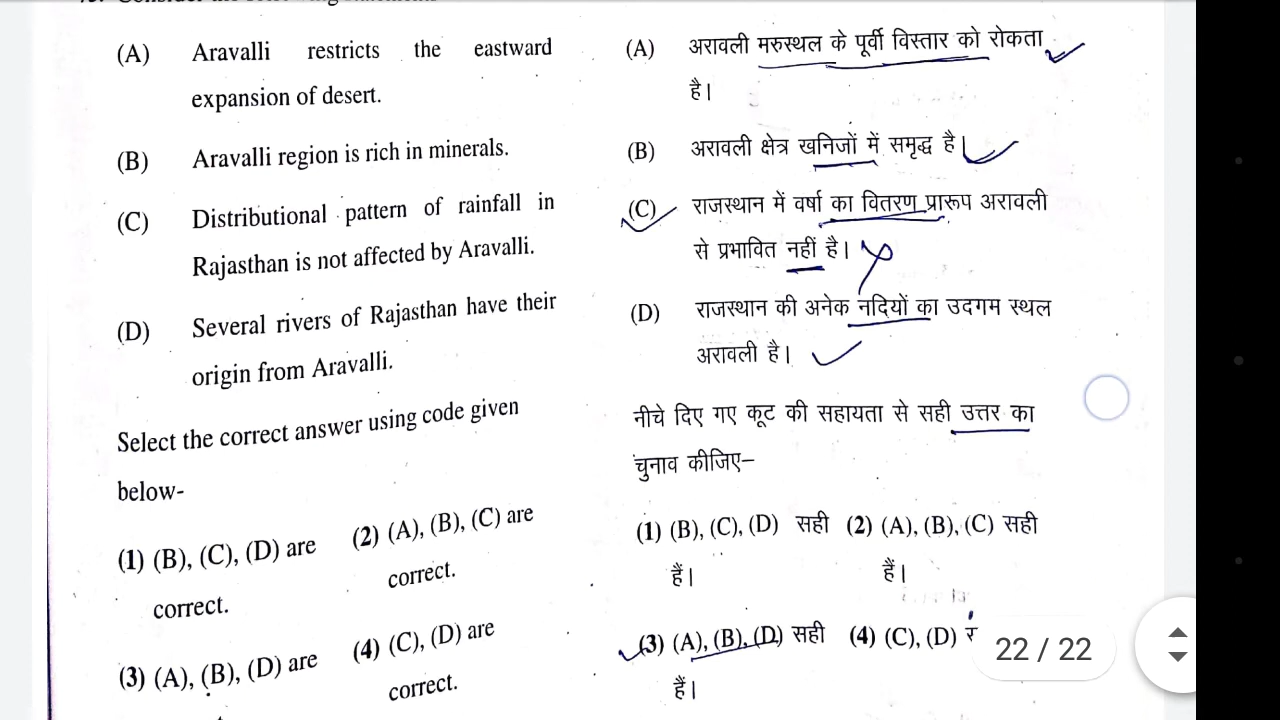 (A) Aravalli restricts the eastward
expansion of desert.
(B) Aravalli region is rich in minerals.
(C) Distributional pattern of rainfall in
Rajasthan is not affected by Aravalli.
(D) Several rivers of Rajasthan have their
origin from Aravalli.
Select the correct answer using code given
below-
(1) (B), (C), (D) are
correct.
(2) (A), (B), (C) are
correct.
(3) (A), (B), (D) are
(4) (C), (D) are
correct.
(A) अरावली मरुस्थल के पूर्वी विस्तार को रोकता
है।
(B) अरावली क्षेत्र खनिजों में समृद्ध है।
(C) राजस्थान में वर्षा का वितरण प्रारूप अरावली
से प्रभावित नहीं है।
(D) राजस्थान की अनेक नदियों का उदगम स्थल
अरावली है।
नीचे दिए गए कूट की सहायता से सही उत्तर का
चुनाव कीजिए–
(1) (B), (C), (D) सही
हैं।
(2) (A), (B), (C) सही
हैं।
(3) (A), (B), (D) सही
हैं।
(4) (C), (D)
22 / 22